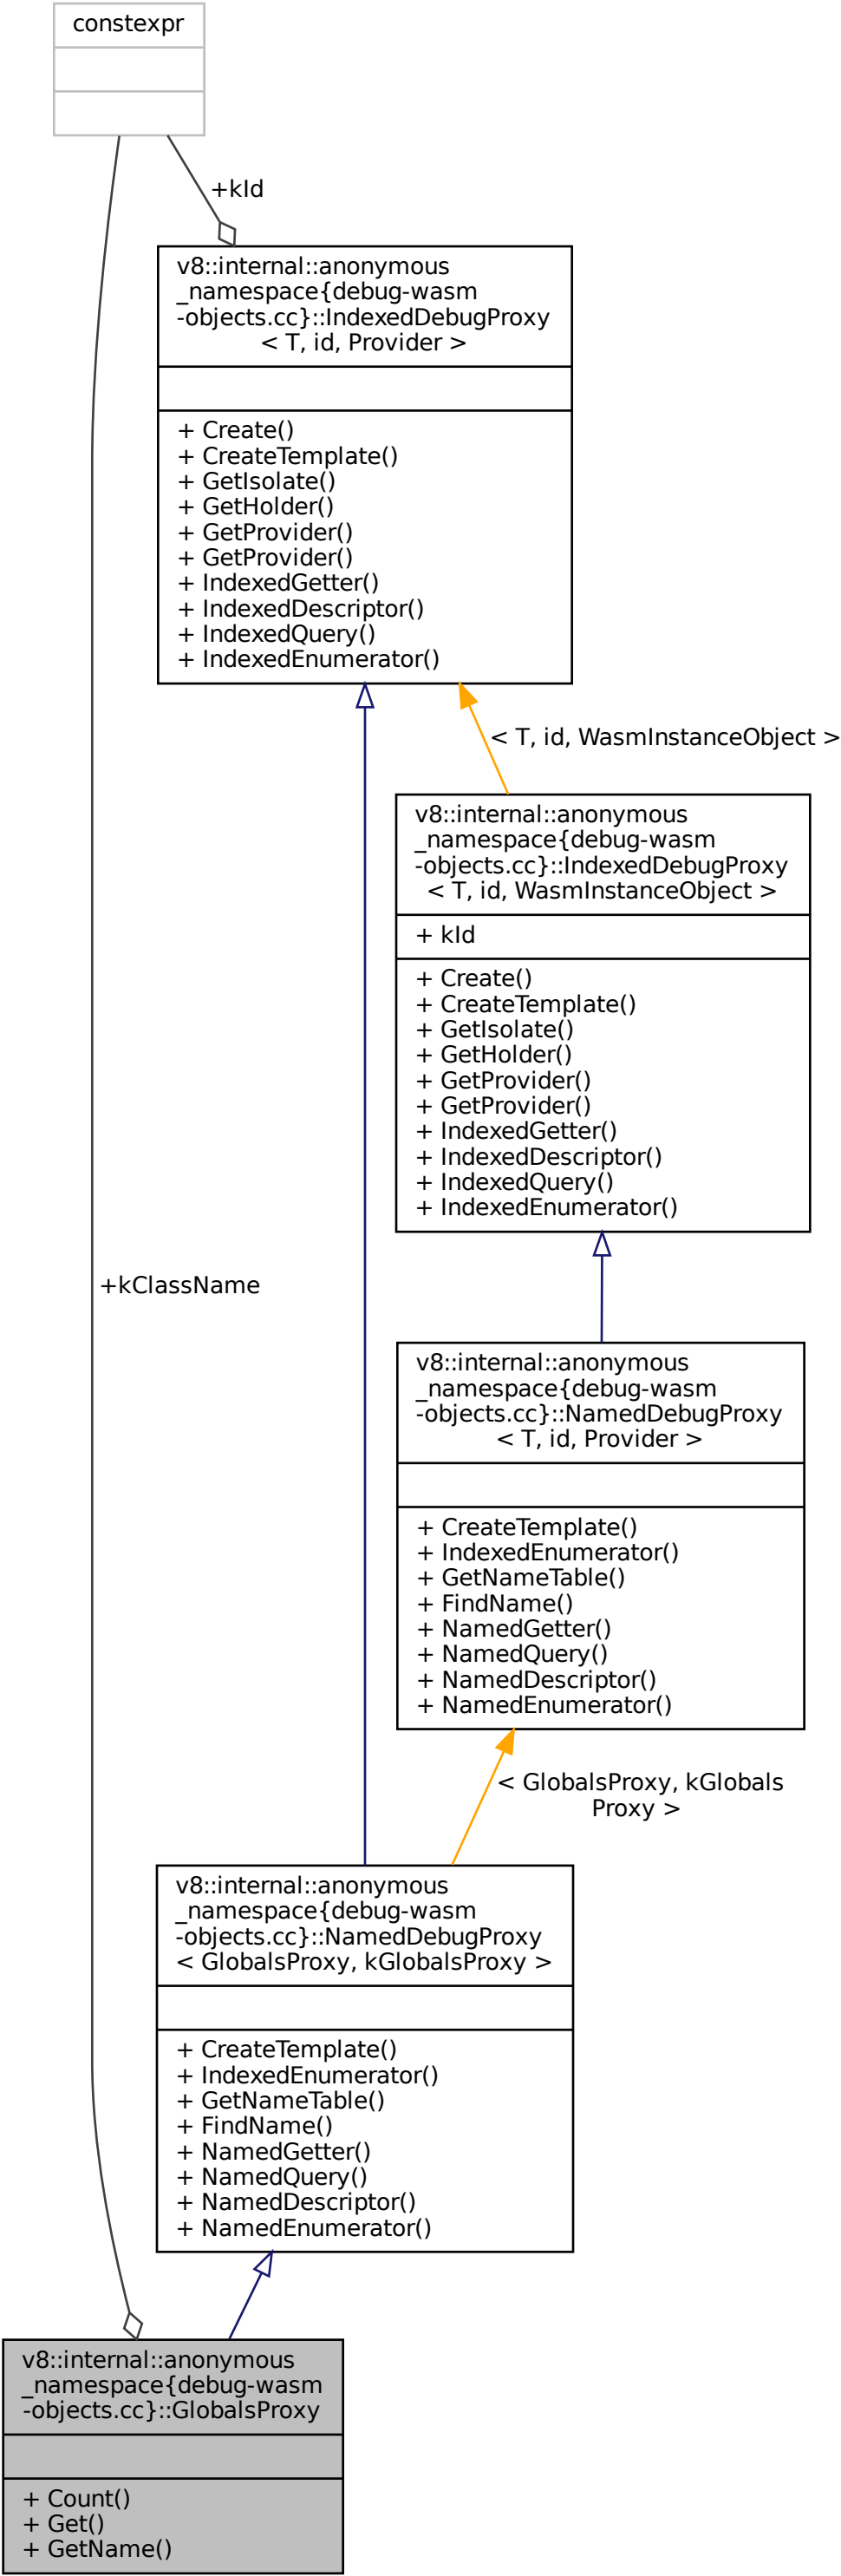 constexpr
+kId
v8::internal::anonymous
_namespace{debug-wasm
-objects.cc}::IndexedDebugProxy
< T, id, Provider >
+ Create()
+ CreateTemplate()
+ GetIsolate()
+ GetHolder()
+ GetProvider()
+ GetProvider()
+ IndexedGetter()
+ IndexedDescriptor()
+ IndexedQuery()
+ IndexedEnumerator()
< T, id, WasmInstanceObject >
v8::internal::anonymous
_namespace{debug-wasm
-objects.cc}::IndexedDebugProxy
< T, id, WasmInstanceObject >
+ kId
+ Create()
+ CreateTemplate()
+ GetIsolate()
+ GetHolder()
+ GetProvider()
+ GetProvider()
+ IndexedGetter()
+ IndexedDescriptor()
+ IndexedQuery()
+ IndexedEnumerator()
+kClassName
v8::internal::anonymous
_namespace{debug-wasm
-objects.cc}::NamedDebugProxy
< T, id, Provider >
+ CreateTemplate()
+ IndexedEnumerator()
+ GetNameTable()
+ FindName()
+ NamedGetter()
+ NamedQuery()
+ NamedDescriptor()
+ NamedEnumerator()
< GlobalsProxy, kGlobals
Proxy >
v8::internal::anonymous
_namespace{debug-wasm
-objects.cc}::NamedDebugProxy
< GlobalsProxy, kGlobalsProxy >
+ CreateTemplate()
+ IndexedEnumerator()
+ GetNameTable()
+ FindName()
+ NamedGetter()
+ NamedQuery()
+ NamedDescriptor()
+ NamedEnumerator()
v8::internal::anonymous
_namespace{debug-wasm
-objects.cc}::GlobalsProxy
+ Count()
+ Get()
+ GetName()